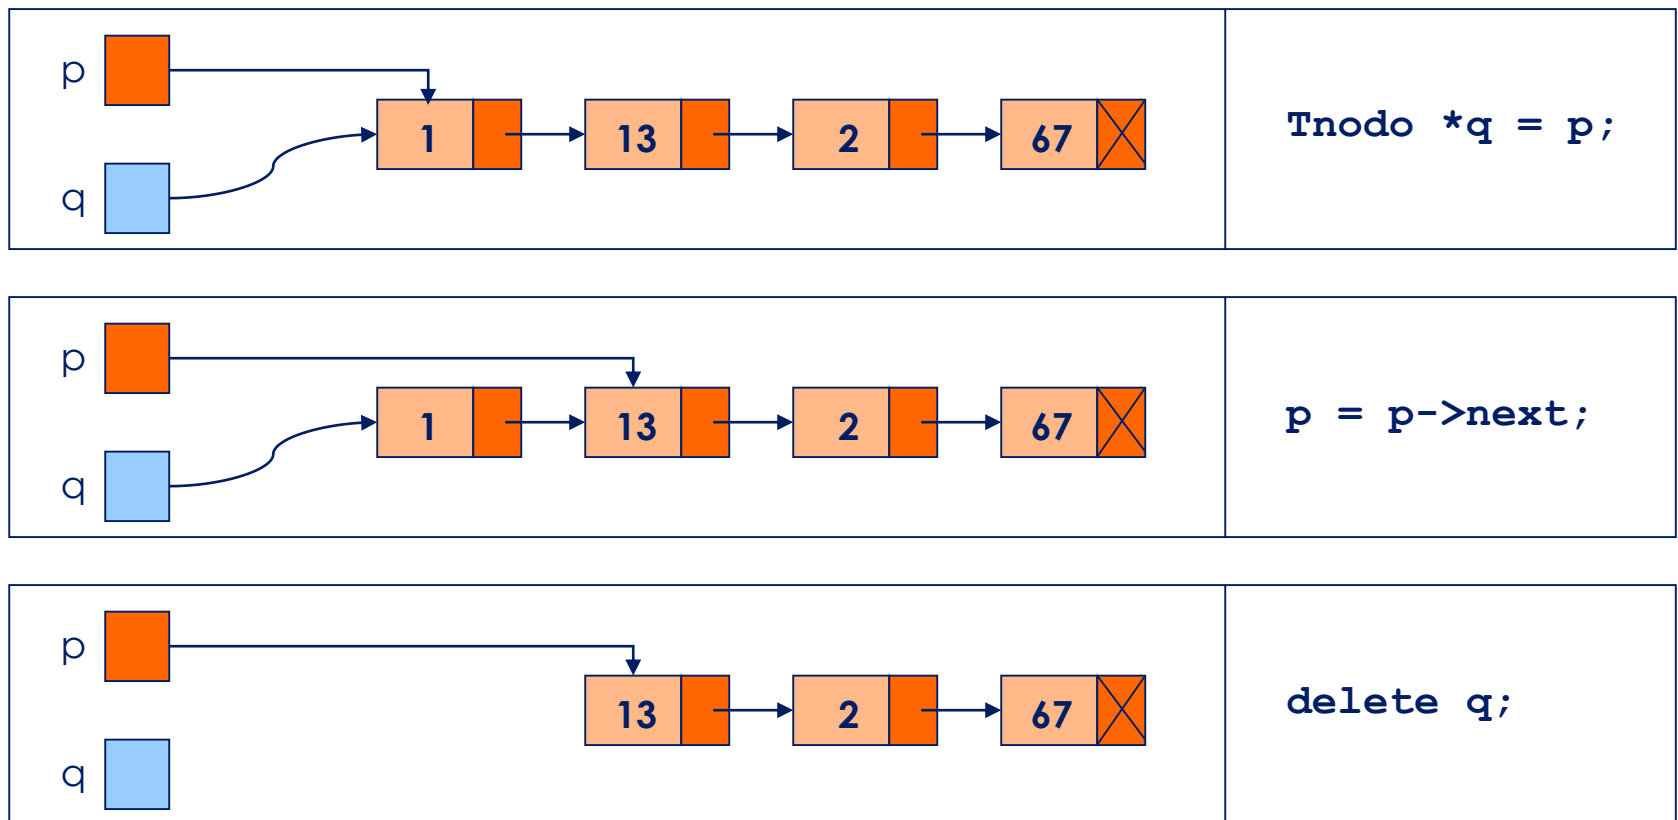 p
1 13 2 67
q
Tnodo *q = p;
p
1 13 2 67
q
p = p->next;
p
13 2 67
q
delete q;